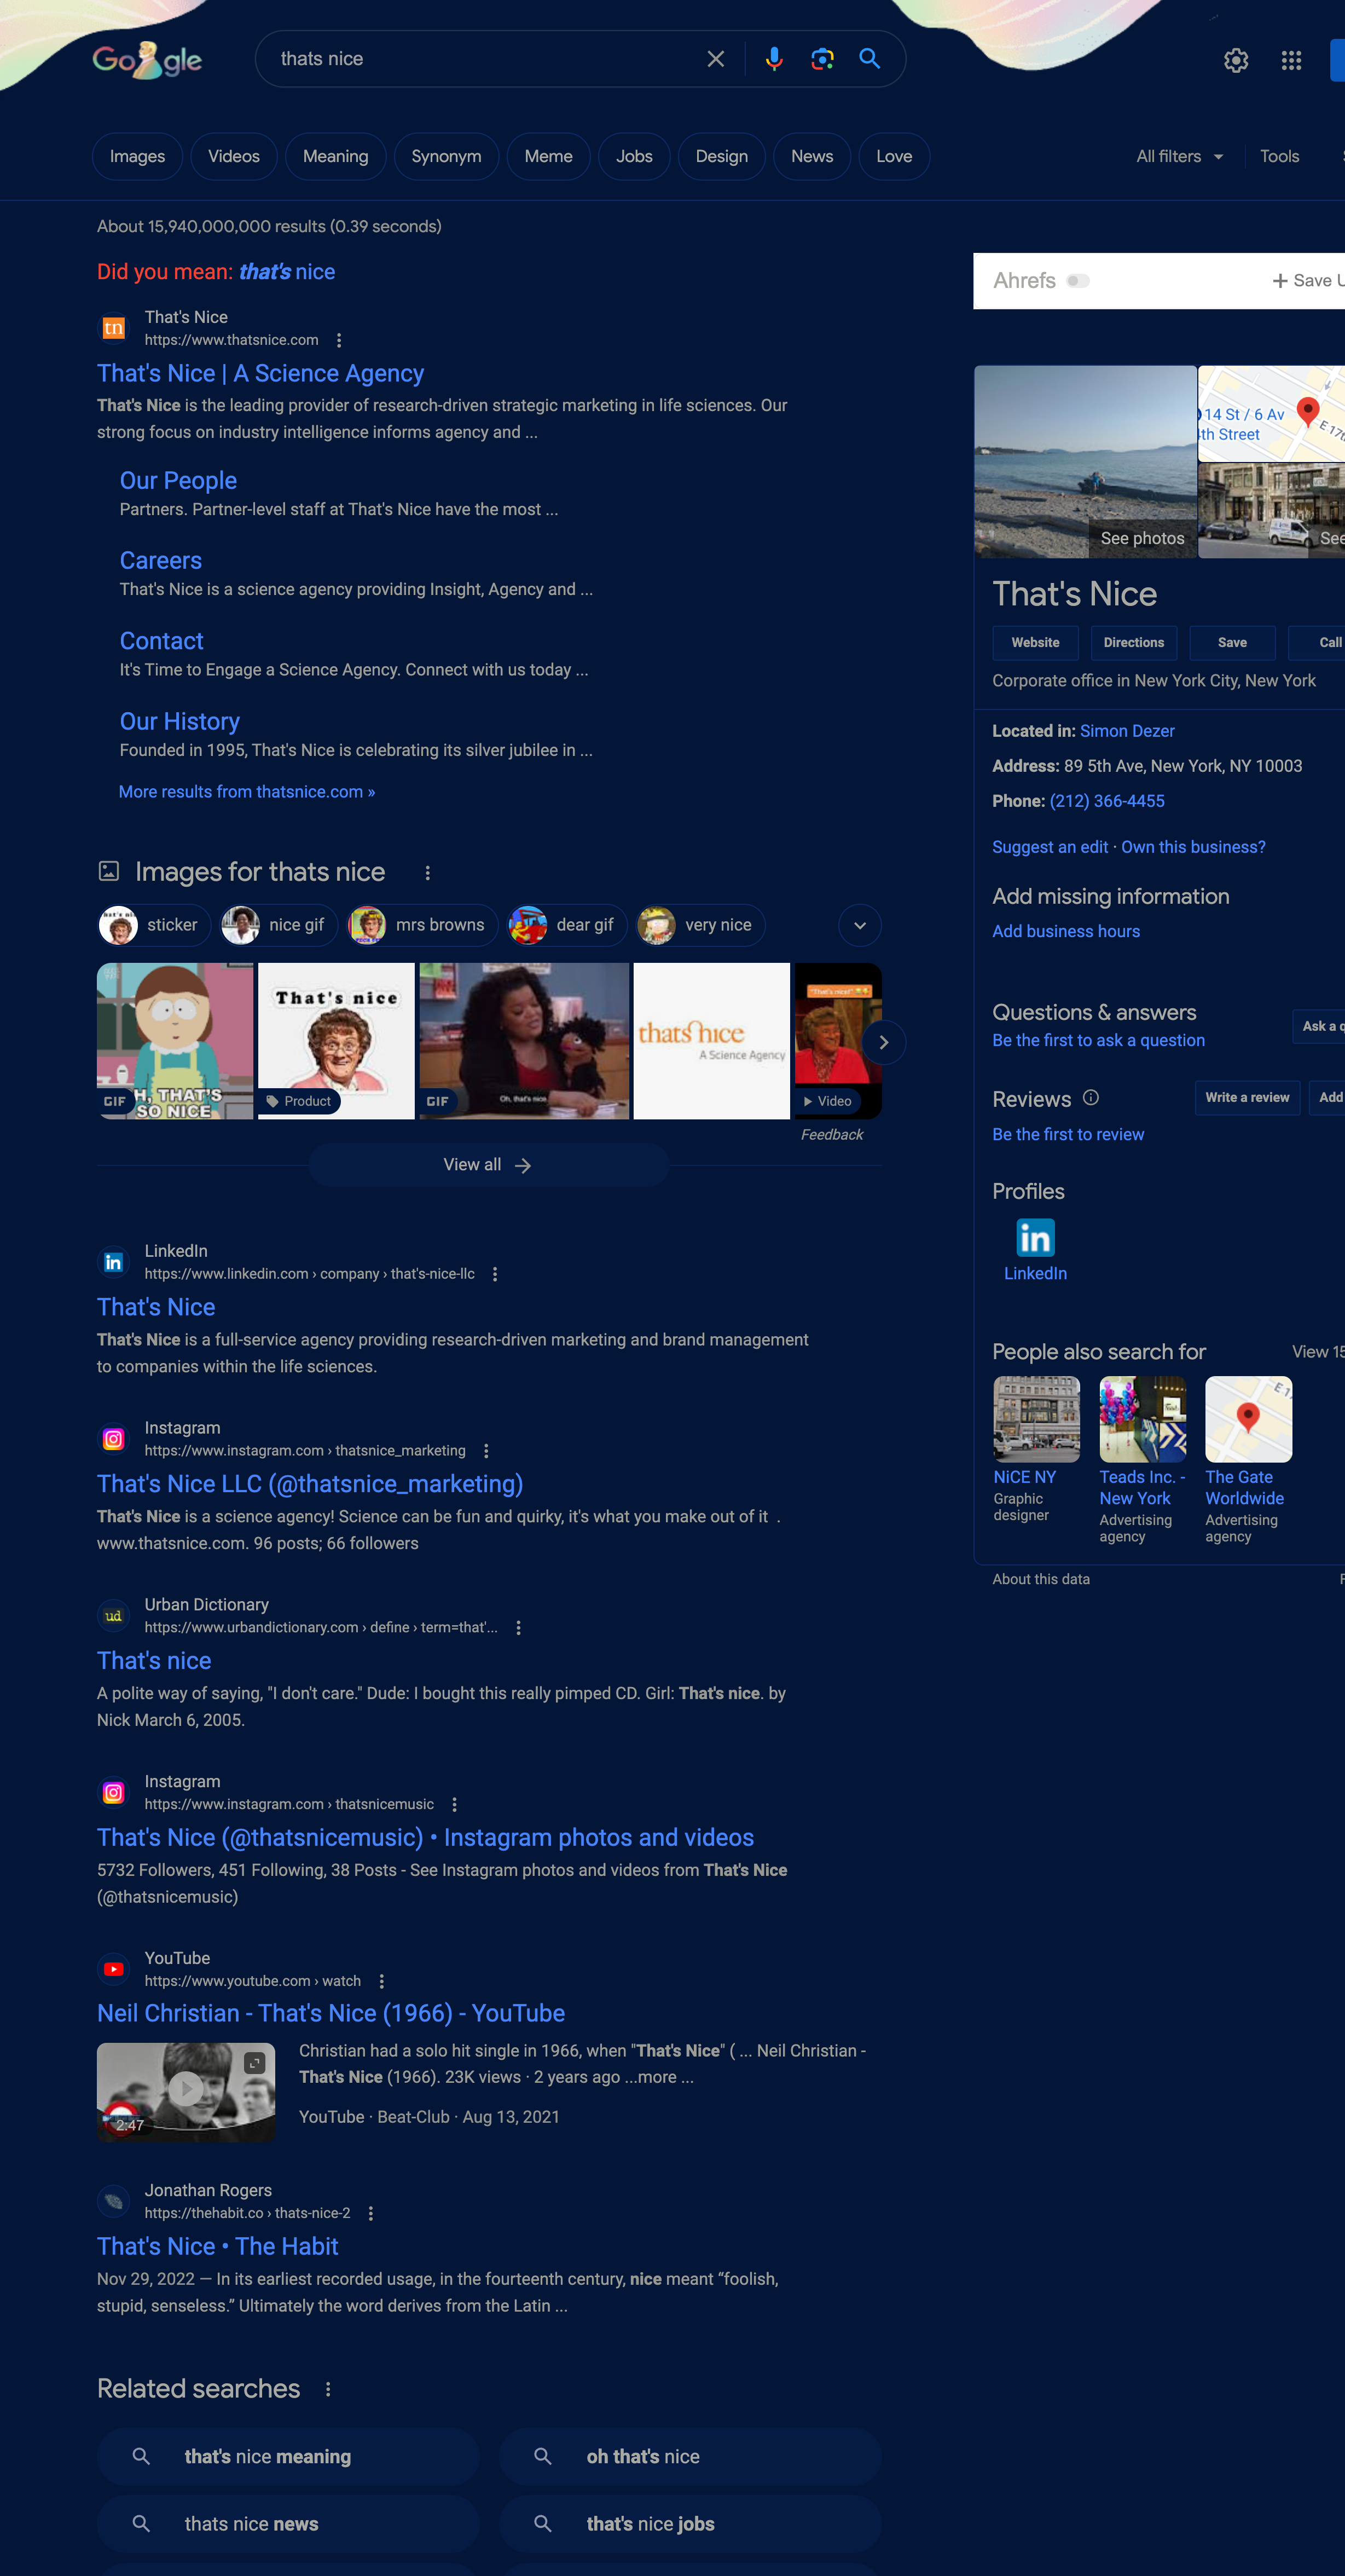 Google
thats nice
Images
Videos
Meaning
Synonym
Meme
Jobs
Design
News
Love
All filters
Tools
About 15,940,000,000 results (0.39 seconds)
Did you mean: that's nice
tn
That's Nice
https://www.thatsnice.com
That's Nice | A Science Agency
That's Nice is the leading provider of research-driven strategic marketing in life sciences. Our
strong focus on industry intelligence informs agency and ...
Our People
Partners. Partner-level staff at That's Nice have the most ...
Careers
That's Nice is a science agency providing Insight, Agency and ...
Contact
It's Time to Engage a Science Agency. Connect with us today ...
Our History
Founded in 1995, That's Nice is celebrating its silver jubilee in ...
More results from thatsnice.com »
Images for thats nice
sticker
nice gif
mrs browns
dear gif
very nice
H, THAT'S
SO NICE
GIF
That's nice
Product
Oh, that's nice.
GIF
thats nice
A Science Agency
"That's nice!"
Video
Feedback
View all
in
LinkedIn
https://www.linkedin.com › company › that's-nice-llc
That's Nice
That's Nice is a full-service agency providing research-driven marketing and brand management
to companies within the life sciences.
Instagram
https://www.instagram.com › thatsnice_marketing
That's Nice LLC (@thatsnice_marketing)
That's Nice is a science agency! Science can be fun and quirky, it's what you make out of it .
www.thatsnice.com. 96 posts; 66 followers
ud
Urban Dictionary
https://www.urbandictionary.com › define › term=that'...
That's nice
A polite way of saying, "I don't care." Dude: I bought this really pimped CD. Girl: That's nice. by
Nick March 6, 2005.
Instagram
https://www.instagram.com › thatsnicemusic
That's Nice (@thatsnicemusic) • Instagram photos and videos
5732 Followers, 451 Following, 38 Posts - See Instagram photos and videos from That's Nice
(@thatsnicemusic)
YouTube
https://www.youtube.com › watch
Neil Christian - That's Nice (1966) - YouTube
2:47
Christian had a solo hit single in 1966, when "That's Nice" ( ... Neil Christian -
That's Nice (1966). 23K views · 2 years ago ...more ...
YouTube · Beat-Club · Aug 13, 2021
Jonathan Rogers
https://thehabit.co › thats-nice-2
That's Nice • The Habit
Nov 29, 2022 — In its earliest recorded usage, in the fourteenth century, nice meant “foolish,
stupid, senseless.” Ultimately the word derives from the Latin ...
Related searches
that's nice meaning
oh that's nice
thats nice news
that's nice jobs
Ahrefs
+ Save U
See photos
14 St / 6 Av
th Street
E 17t
See
That's Nice
Website
Directions
Save
Call
Corporate office in New York City, New York
Located in: Simon Dezer
Address: 89 5th Ave, New York, NY 10003
Phone: (212) 366-4455
Suggest an edit · Own this business?
Add missing information
Add business hours
Questions & answers
Be the first to ask a question
Ask a q
Reviews
Write a review
Add
Be the first to review
Profiles
in
LinkedIn
People also search for
View 15
E 1
NiCE NY
Graphic
designer
Teads Inc. -
New York
Advertising
agency
The Gate
Worldwide
Advertising
agency
About this data
F